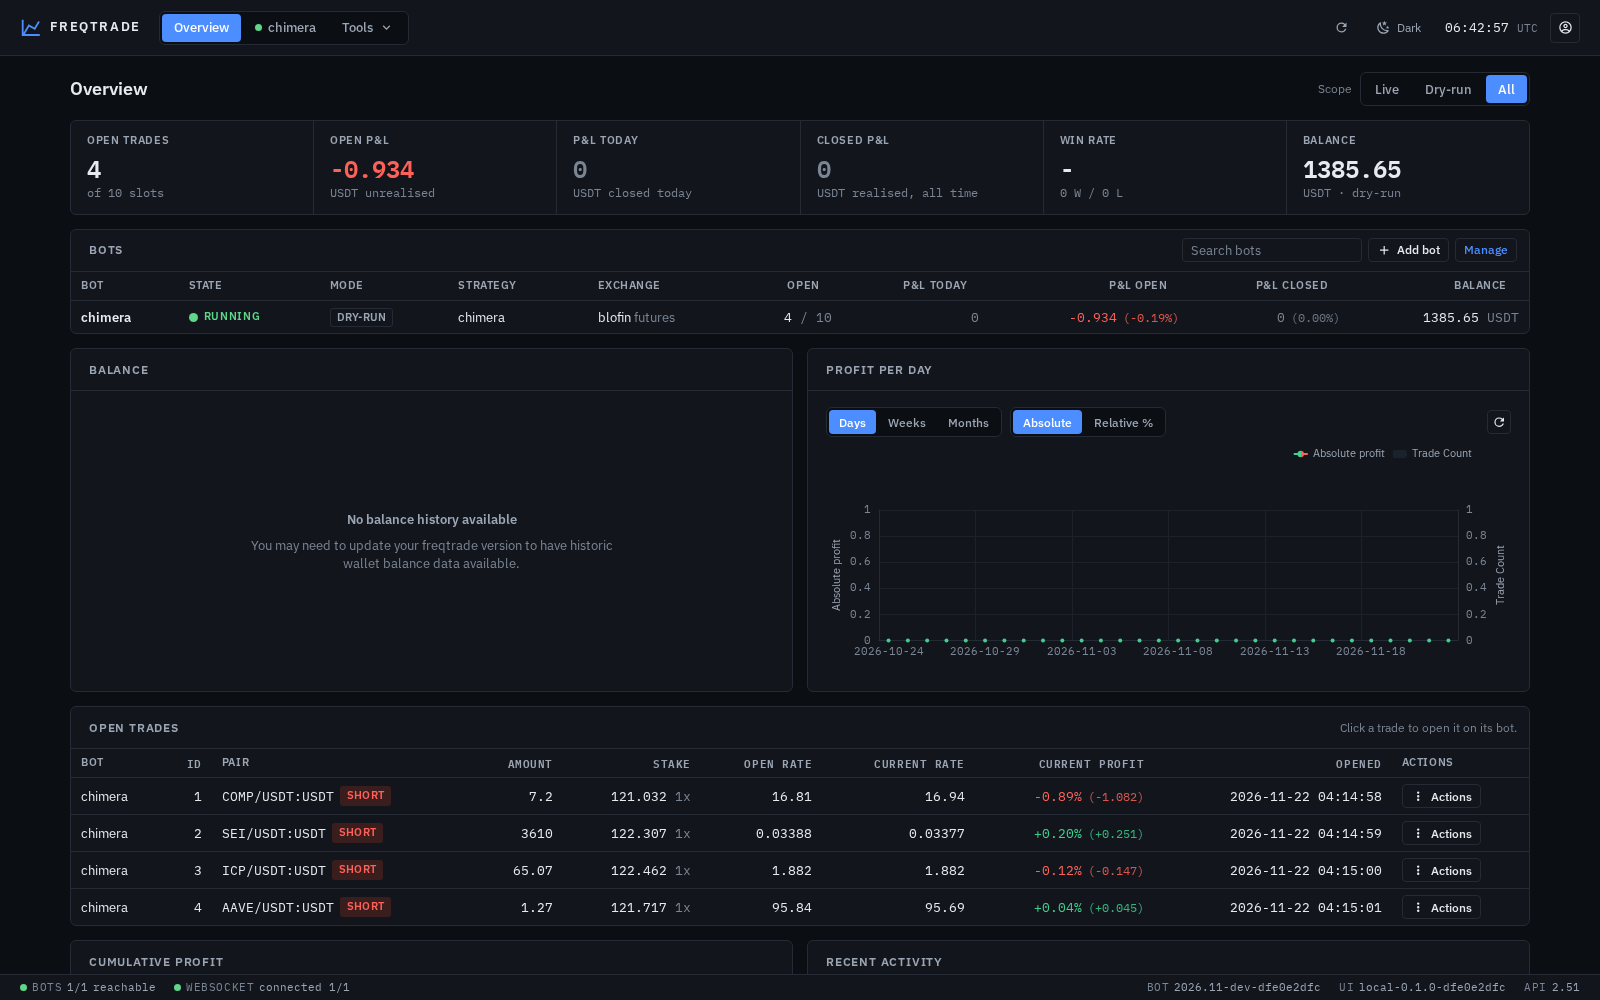 FREQTRADE Overview chimera Tools Dark 06:42:57 UTC
Overview Scope Live Dry-run All
OPEN TRADES OPEN P&L P&L TODAY CLOSED P&L WIN RATE BALANCE
4 -0.934 0 0 - 1385.65
of 10 slots USDT unrealised USDT closed today USDT realised, all time 0 W / 0 L USDT · dry-run
BOTS Search bots + Add bot Manage
BOT STATE MODE STRATEGY EXCHANGE OPEN P&L TODAY P&L OPEN P&L CLOSED BALANCE
chimera RUNNING DRY-RUN chimera blofin futures 4 / 10 0 -0.934 (-0.19%) 0 (0.00%) 1385.65 USDT
BALANCE
No balance history available
You may need to update your freqtrade version to have historic
wallet balance data available.
PROFIT PER DAY
Days Weeks Months Absolute Relative %
Absolute profit Trade Count
1 1
0.8 0.8
0.6 0.6
0.4 0.4
0.2 0.2
0 0
Absolute profit
Trade Count
2026-10-24 2026-10-29 2026-11-03 2026-11-08 2026-11-13 2026-11-18
OPEN TRADES Click a trade to open it on its bot.
BOT ID PAIR AMOUNT STAKE OPEN RATE CURRENT RATE CURRENT PROFIT OPENED ACTIONS
chimera 1 COMP/USDT:USDT SHORT 7.2 121.032 1x 16.81 16.94 -0.89% (-1.082) 2026-11-22 04:14:58 Actions
chimera 2 SEI/USDT:USDT SHORT 3610 122.307 1x 0.03388 0.03377 +0.20% (+0.251) 2026-11-22 04:14:59 Actions
chimera 3 ICP/USDT:USDT SHORT 65.07 122.462 1x 1.882 1.882 -0.12% (-0.147) 2026-11-22 04:15:00 Actions
chimera 4 AAVE/USDT:USDT SHORT 1.27 121.717 1x 95.84 95.69 +0.04% (+0.045) 2026-11-22 04:15:01 Actions
CUMULATIVE PROFIT RECENT ACTIVITY
BOTS 1/1 reachable WEBSOCKET connected 1/1 BOT 2026.11-dev-dfe0e2dfc UI local-0.1.0-dfe0e2dfc API 2.51